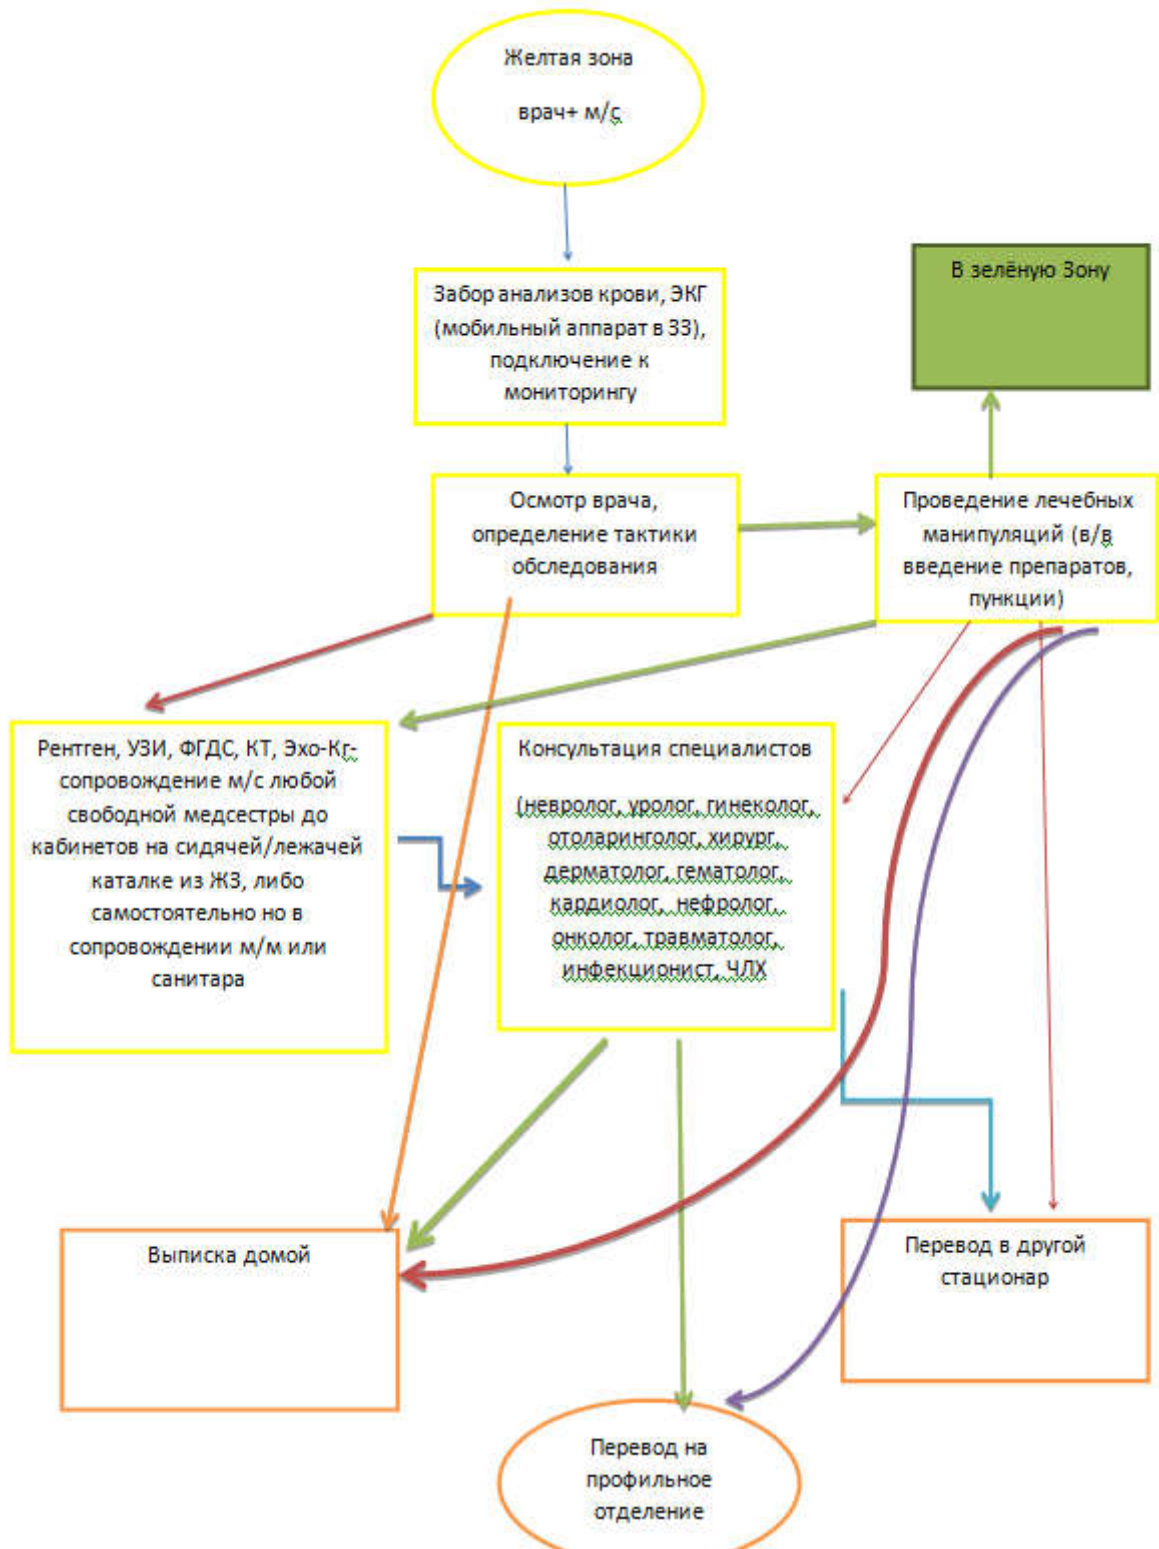 Желтая зона
врач+ м/с
Забор анализов крови, ЭКГ
(мобильный аппарат в ЗЗ),
подключение к
мониторингу
В зелёную Зону
Осмотр врача,
определение тактики
обследования
Проведение лечебных
манипуляций (в/в
введение препаратов,
пункции)
Рентген, УЗИ, ФГДС, КТ, Эхо-Кг-
сопровождение м/с любой
свободной медсестры до
кабинетов на сидячей/лежачей
каталке из ЖЗ, либо
самостоятельно но в
сопровождении м/м или
санитара
Консультация специалистов
(невролог, уролог, гинеколог,
отоларинголог, хирург,
дерматолог, гематолог,
кардиолог, нефролог,
онколог, травматолог,
инфекционист, ЧЛХ
Выписка домой
Перевод в другой
стационар
Перевод на
профильное
отделение